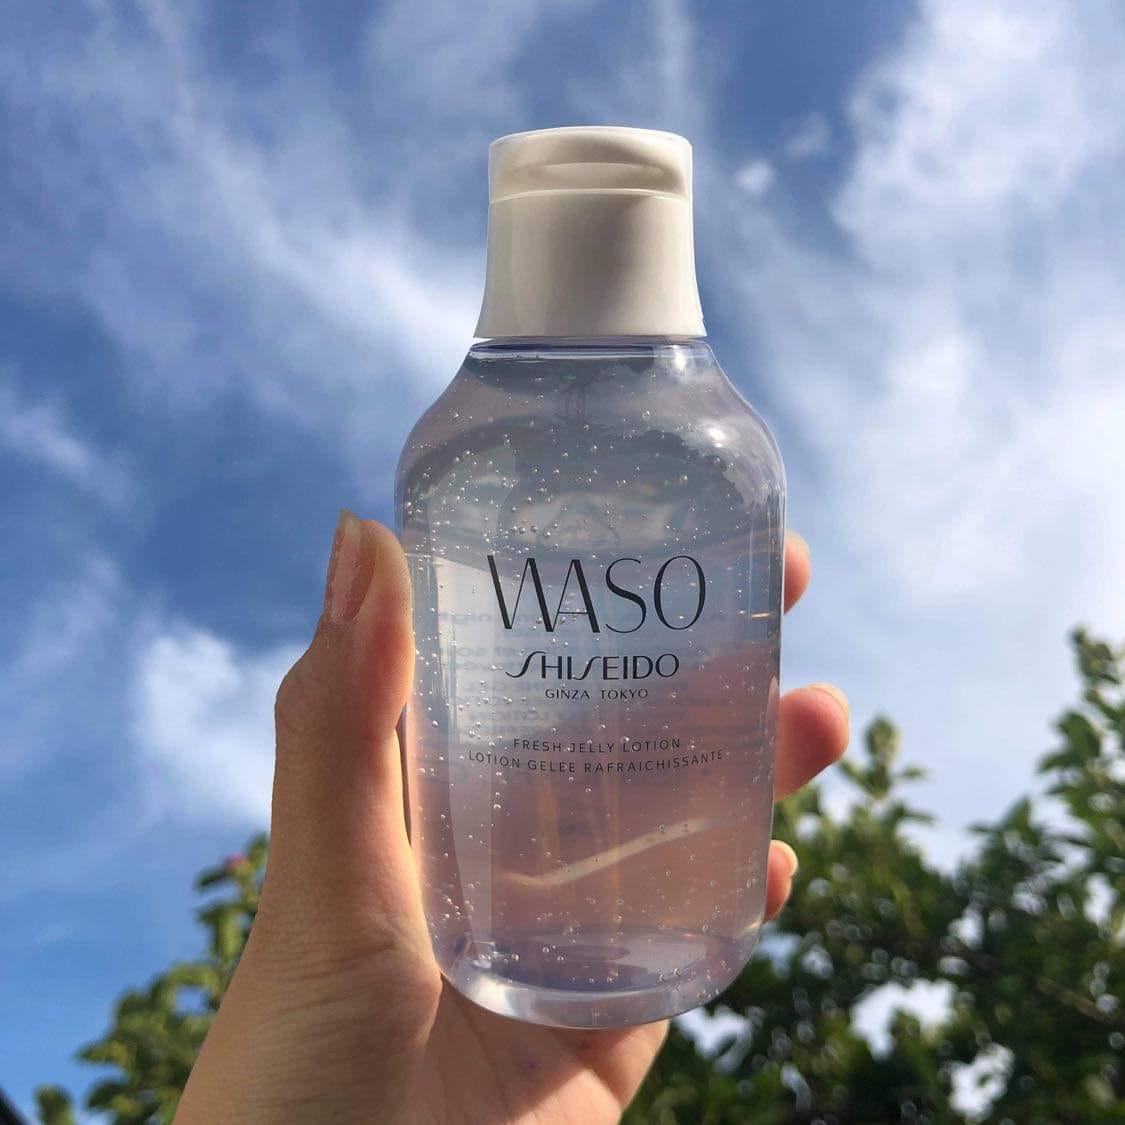 WASO
SHISEIDO
GINZA TOKYO
FRESH JELLY LOTION
LOTION GELEE RAFRAICHISSANTE